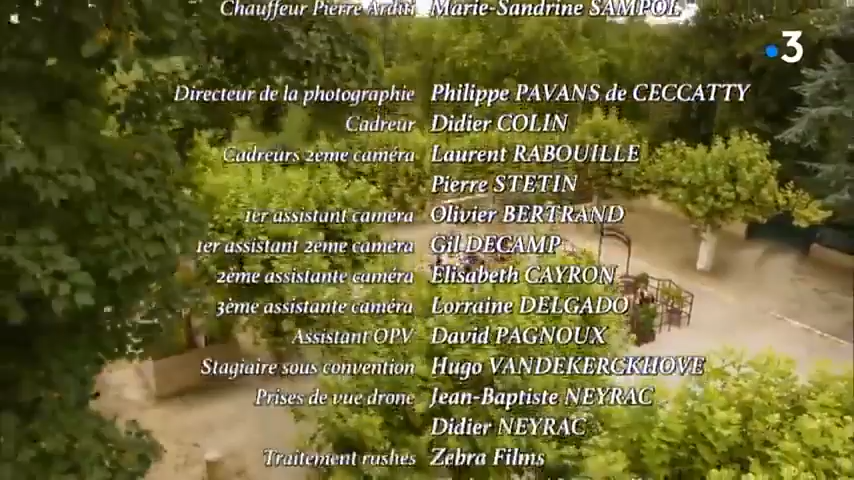 Chauffeur Pierre Arditi Marie-Sandrine SAMPOL
3
Directeur de la photographie Philippe PAVANS de CECCATTY
Cadreur Didier COLIN
Cadreurs 2ème caméra Laurent RABOUILLE
Pierre STETIN
1er assistant caméra Olivier BERTRAND
1er assistant 2ème caméra Gil DECAMP
2ème assistante caméra Elisabeth CAYRON
3ème assistante caméra Lorraine DELGADO
Assistant OPV David PAGNOUX
Stagiaire sous convention Hugo VANDEKERCKHOVE
Prises de vue drone Jean-Baptiste NEYRAC
Didier NEYRAC
Traitement rushes Zebra Films